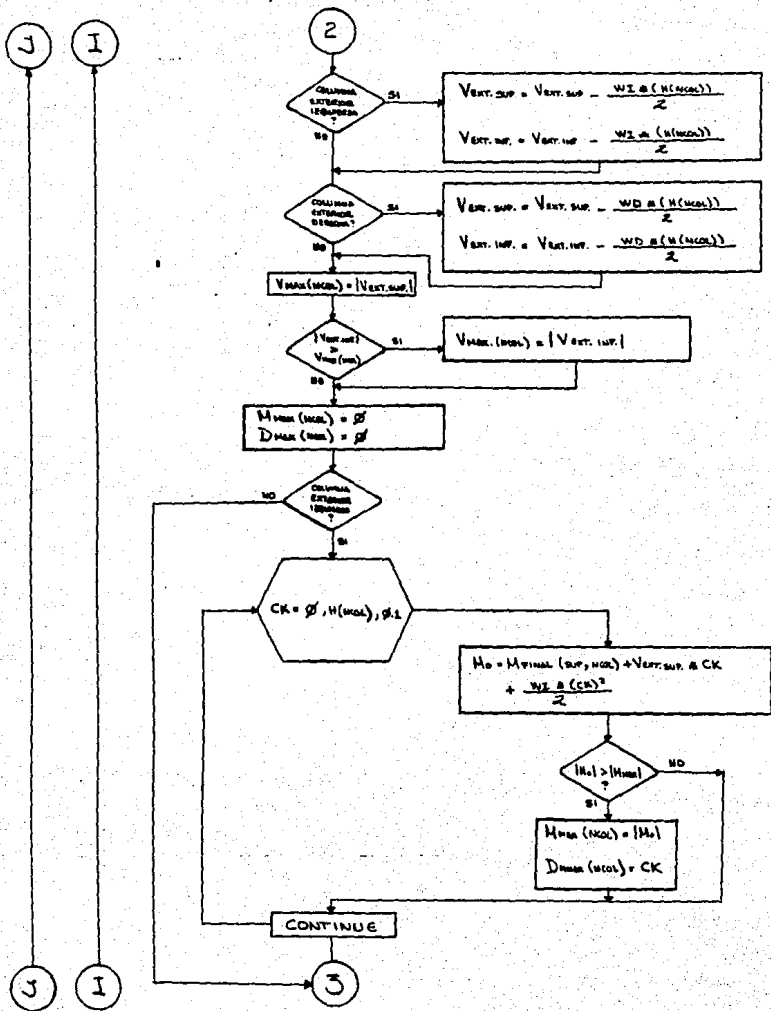 J
I
2
COLUMNA
EXTERIOR
IZQUIERDA
?
SI
NO
VEXT. SUP = VEXT. SUP - WI * (H(NCOL)) / 2
VEXT. INF. = VEXT. INF - WI * (H(NCOL)) / 2
COLUMNA
EXTERIOR
DERECHA?
SI
NO
VEXT. SUP. = VEXT. SUP. - WD * (H(NCOL)) / 2
VEXT. INF. = VEXT. INF. - WD * (H(NCOL)) / 2
VMAX(NCOL) = |VEXT. SUP.|
|VEXT. INF|
>
VMAX(NCOL)
SI
NO
VMAX. (NCOL) = |VEXT. INF.|
MMAX (NCOL) = Ø
DMAX (NCOL) = Ø
COLUMNA
EXTERIOR
IZQUIERDA
?
NO
SI
CK = Ø, H(NCOL), Ø.1
Mo = MFINAL (SUP, NCOL) + VEXT. SUP. * CK
+ WI * (CK)² / 2
|Mo| > |MMAX|
?
NO
SI
MMAX (NCOL) = |Mo|
DMAX (NCOL) = CK
CONTINUE
3
J
I